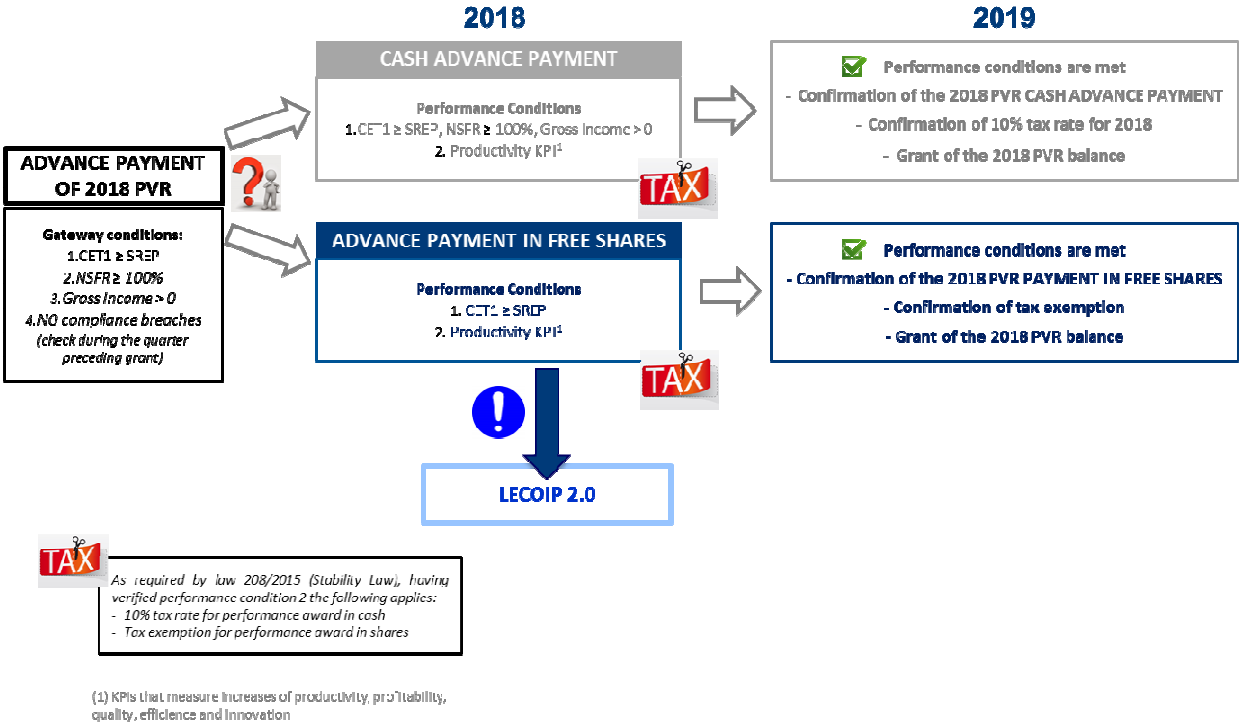 2018
2019
CASH ADVANCE PAYMENT
Performance Conditions
1.CET1 ≥ SREP, NSFR ≥ 100%, Gross Income > 0
2. Productivity KPI¹
TAX
Performance conditions are met
- Confirmation of the 2018 PVR CASH ADVANCE PAYMENT
- Confirmation of 10% tax rate for 2018
- Grant of the 2018 PVR balance
ADVANCE PAYMENT
OF 2018 PVR
?
Gateway conditions:
1.CET1 ≥ SREP
2.NSFR ≥ 100%
3.Gross Income > 0
4.NO compliance breaches
(check during the quarter
preceding grant)
ADVANCE PAYMENT IN FREE SHARES
Performance Conditions
1. CET1 ≥ SREP
2. Productivity KPI¹
TAX
Performance conditions are met
- Confirmation of the 2018 PVR PAYMENT IN FREE SHARES
- Confirmation of tax exemption
- Grant of the 2018 PVR balance
!
LECOIP 2.0
TAX
As required by law 208/2015 (Stability Law), having
verified performance condition 2 the following applies:
- 10% tax rate for performance award in cash
- Tax exemption for performance award in shares
(1) KPIs that measure increases of productivity, profitability,
quality, efficience and innovation